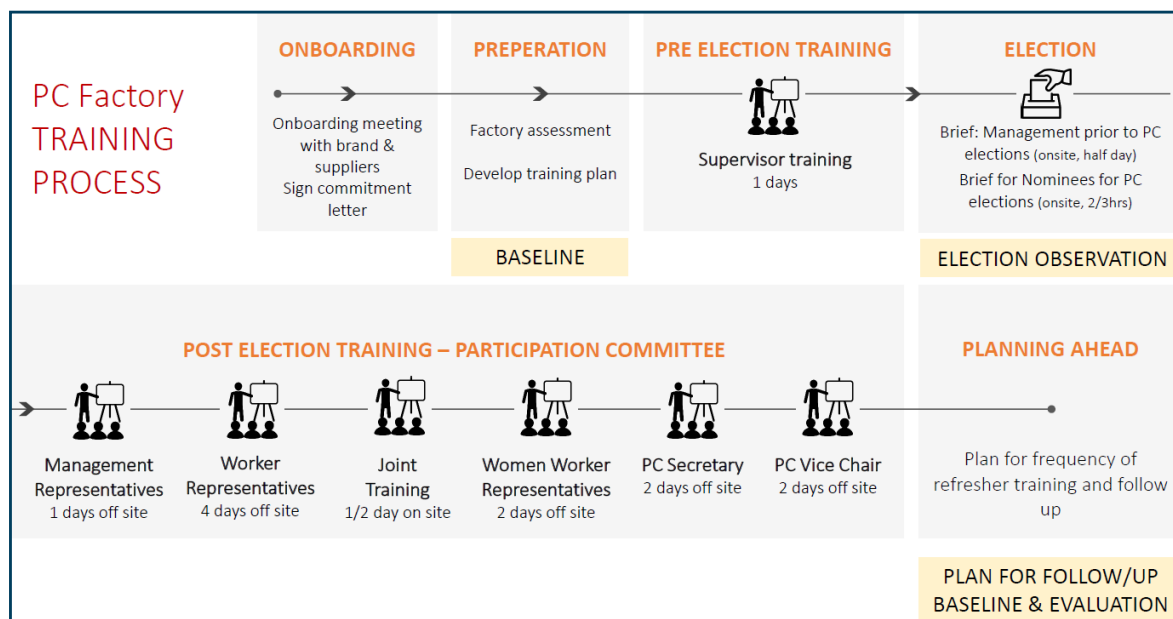 PC Factory
TRAINING
PROCESS
ONBOARDING
Onboarding meeting
with brand &
suppliers
Sign commitment
letter
PREPARATION
Factory assessment
Develop training plan
BASELINE
PRE ELECTION TRAINING
Supervisor training
1 days
ELECTION
Brief: Management prior to PC
elections (onsite, half day)
Brief for Nominees for PC
elections (onsite, 2/3hrs)
ELECTION OBSERVATION
POST ELECTION TRAINING – PARTICIPATION COMMITTEE
Management
Representatives
1 days off site
Worker
Representatives
4 days off site
Joint
Training
1/2 day on site
Women Worker
Representatives
2 days off site
PC Secretary
2 days off site
PC Vice Chair
2 days off site
PLANNING AHEAD
Plan for frequency of
refresher training and follow
up
PLAN FOR FOLLOW/UP
BASELINE & EVALUATION